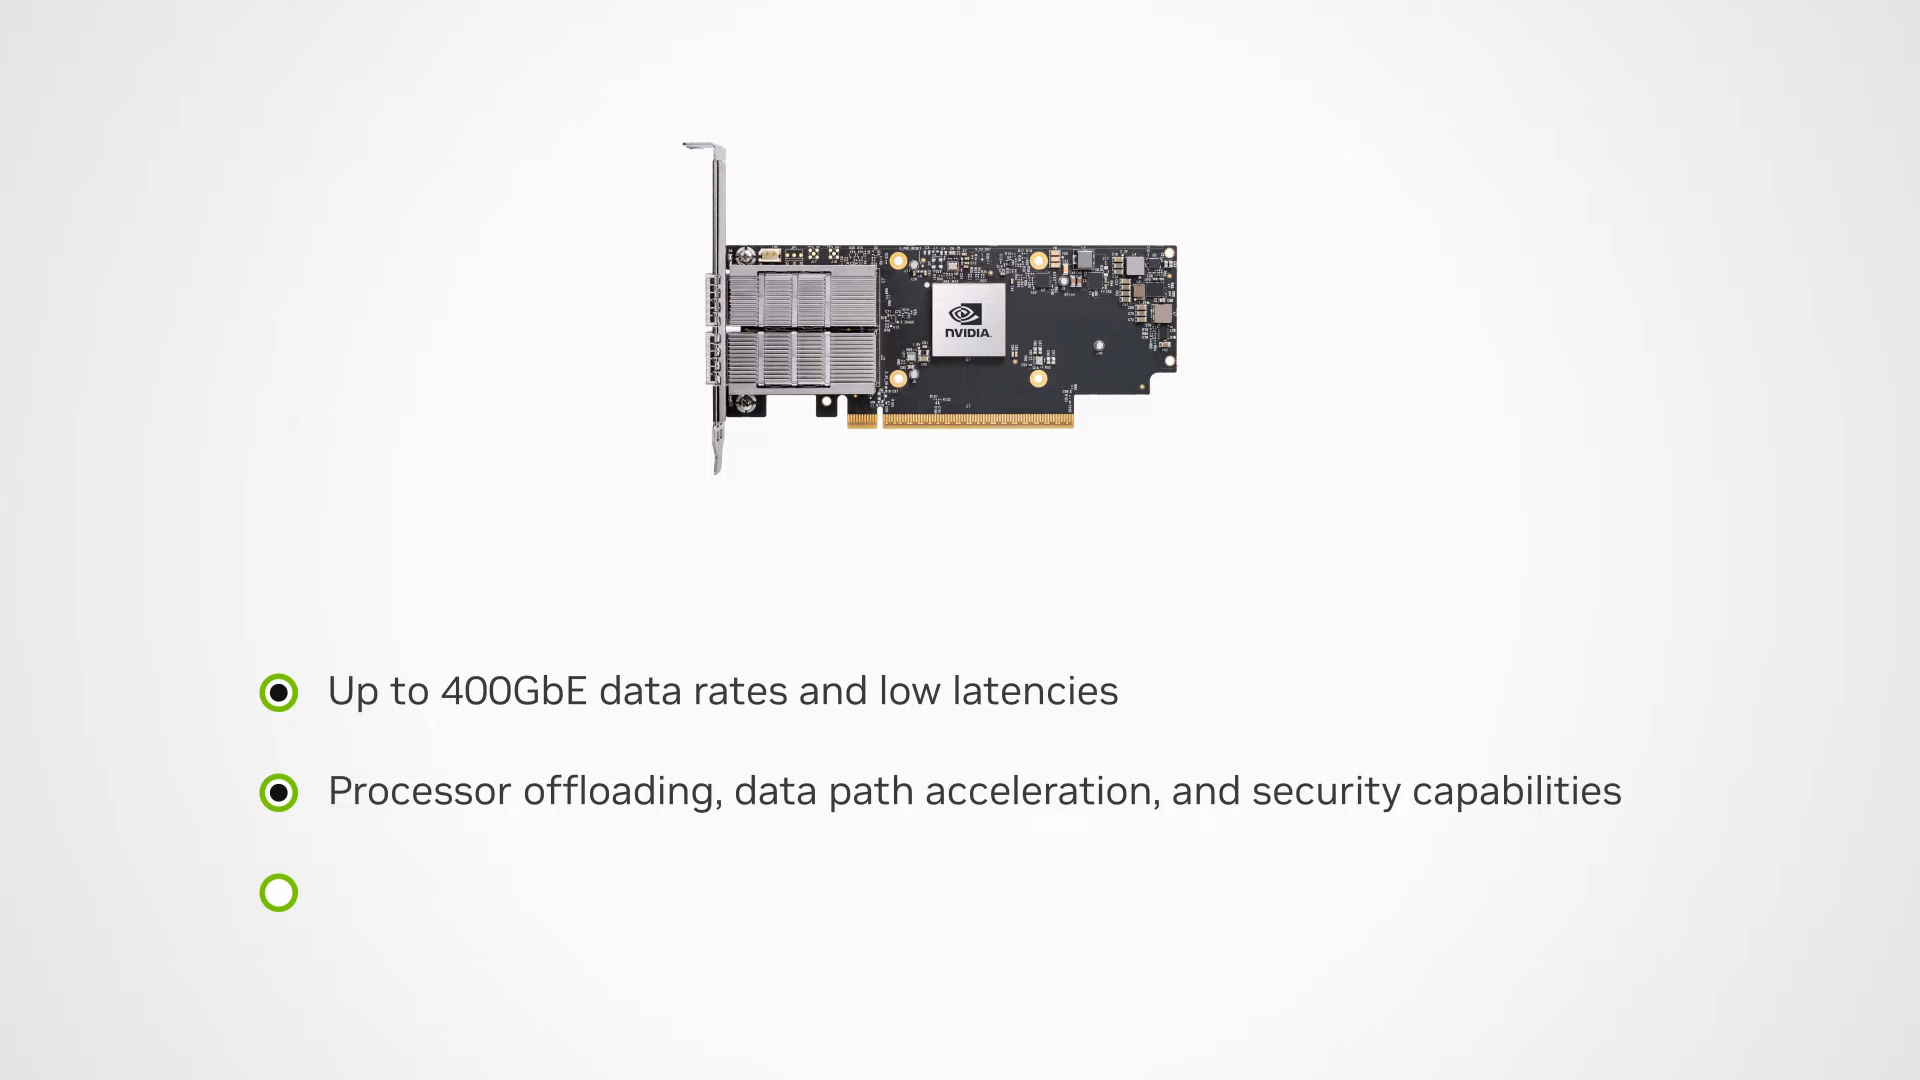 NVIDIA.
Up to 400GbE data rates and low latencies
Processor offloading, data path acceleration, and security capabilities